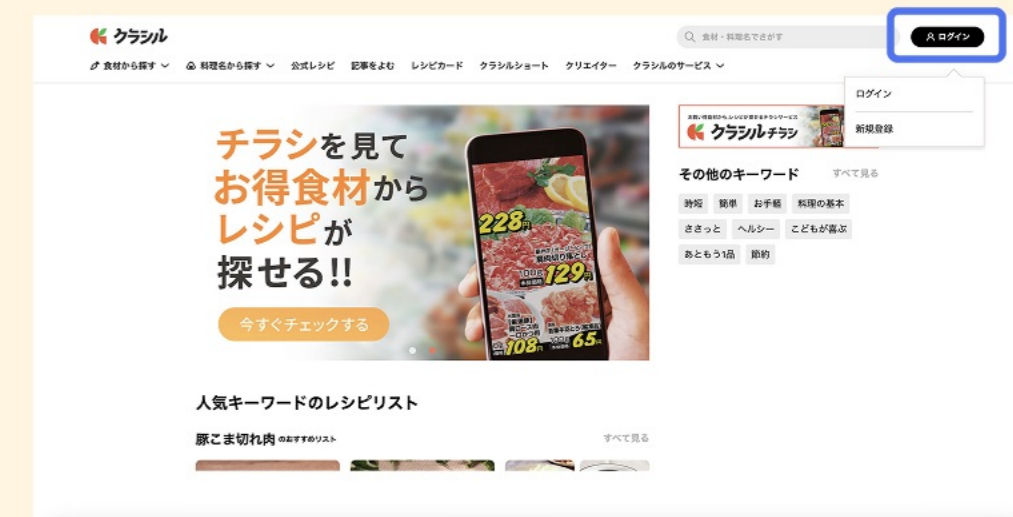 クラシル
食材・料理名でさがす
ログイン
食材から探す
料理名から探す
公式レシピ
記事をよむ
レシピカード
クラシルショート
クリエイター
クラシルのサービス
ログイン
新規登録
チラシを見て
お得食材から
レシピが
探せる!!
今すぐチェックする
228円
100g
129円
108円
65円
クラシルチラシ
その他のキーワード
すべて見る
時短
簡単
お手軽
料理の基本
ささっと
ヘルシー
こどもが喜ぶ
あともう1品
節約
人気キーワードのレシピリスト
豚こま切れ肉 のおすすめリスト
すべて見る